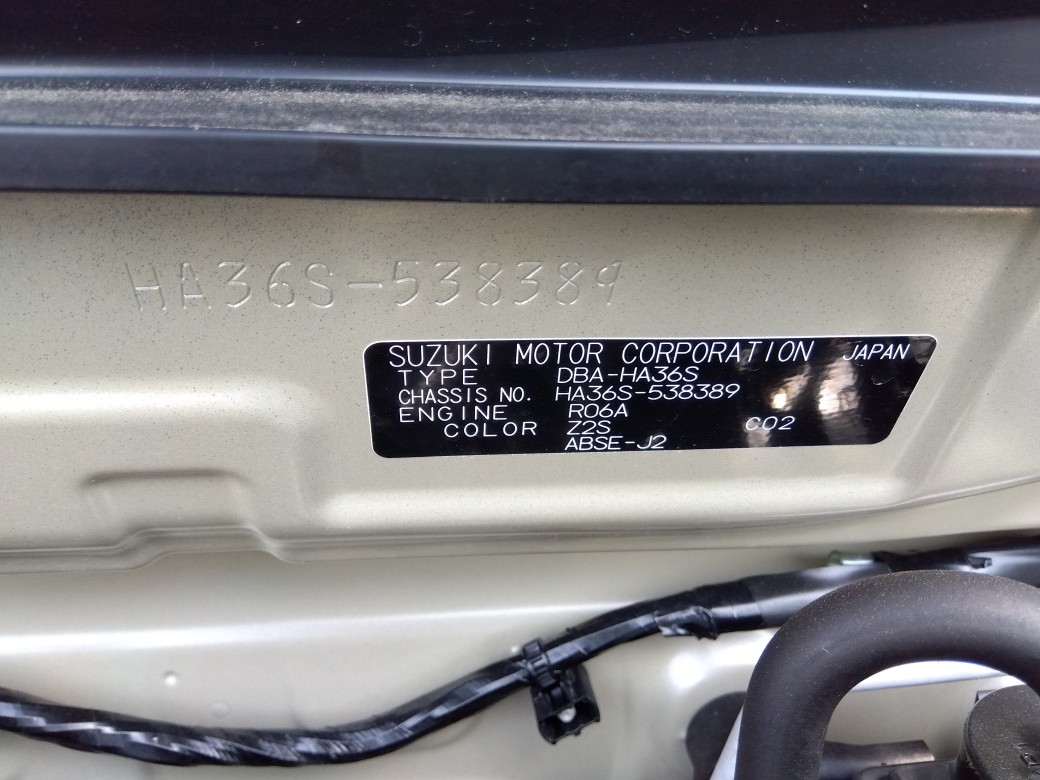 HA36S-538389
SUZUKI MOTOR CORPORATION JAPAN
TYPE DBA-HA36S
CHASSIS NO. HA36S-538389
ENGINE R06A
COLOR Z2S C02
ABSE-J2